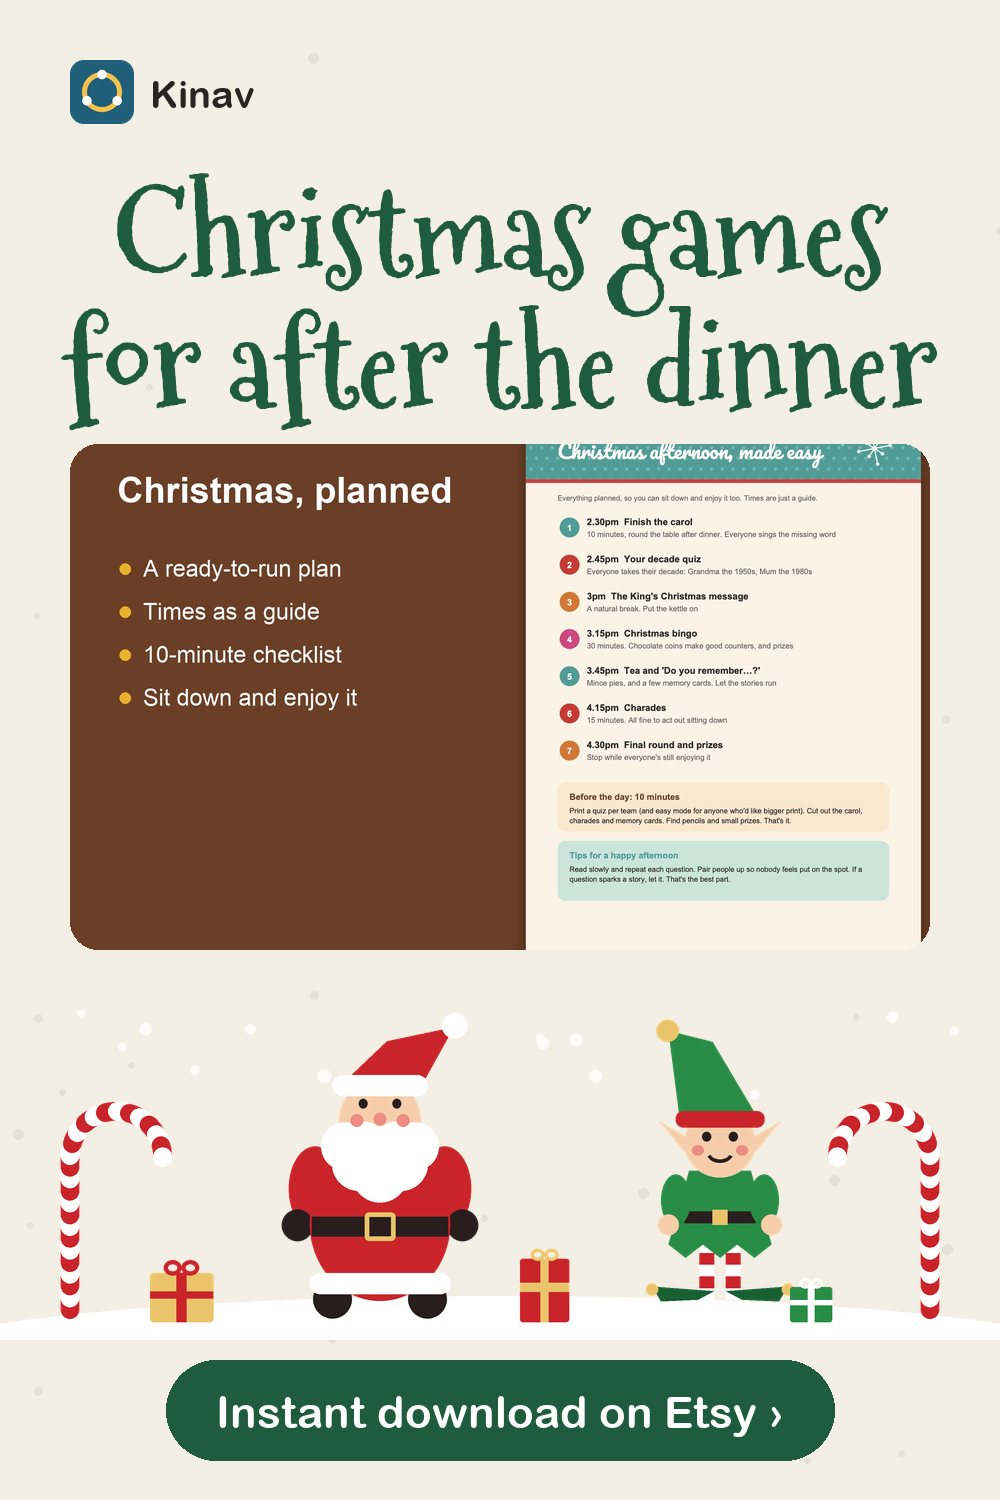 Kinav
Christmas games
for after the dinner
Christmas, planned
A ready-to-run plan
Times as a guide
10-minute checklist
Sit down and enjoy it
Christmas afternoon, made easy
Everything planned, so you can sit down and enjoy it too. Times are just a guide.
1
2.30pm Finish the carol
10 minutes, round the table after dinner. Everyone sings the missing word
2
2.45pm Your decade quiz
Everyone takes their decade: Grandma the 1950s, Mum the 1980s
3
3pm The King's Christmas message
A natural break. Put the kettle on
4
3.15pm Christmas bingo
30 minutes. Chocolate coins make good counters, and prizes
5
3.45pm Tea and 'Do you remember…?'
Mince pies, and a few memory cards. Let the stories run
6
4.15pm Charades
15 minutes. All fine to act out sitting down
7
4.30pm Final round and prizes
Stop while everyone's still enjoying it
Before the day: 10 minutes
Print a quiz per team (and easy mode for anyone who'd like bigger print). Cut out the carol,
charades and memory cards. Find pencils and small prizes. That's it.
Tips for a happy afternoon
Read slowly and repeat each question. Pair people up so nobody feels put on the spot. If a
question sparks a story, let it. That's the best part.
Instant download on Etsy ›